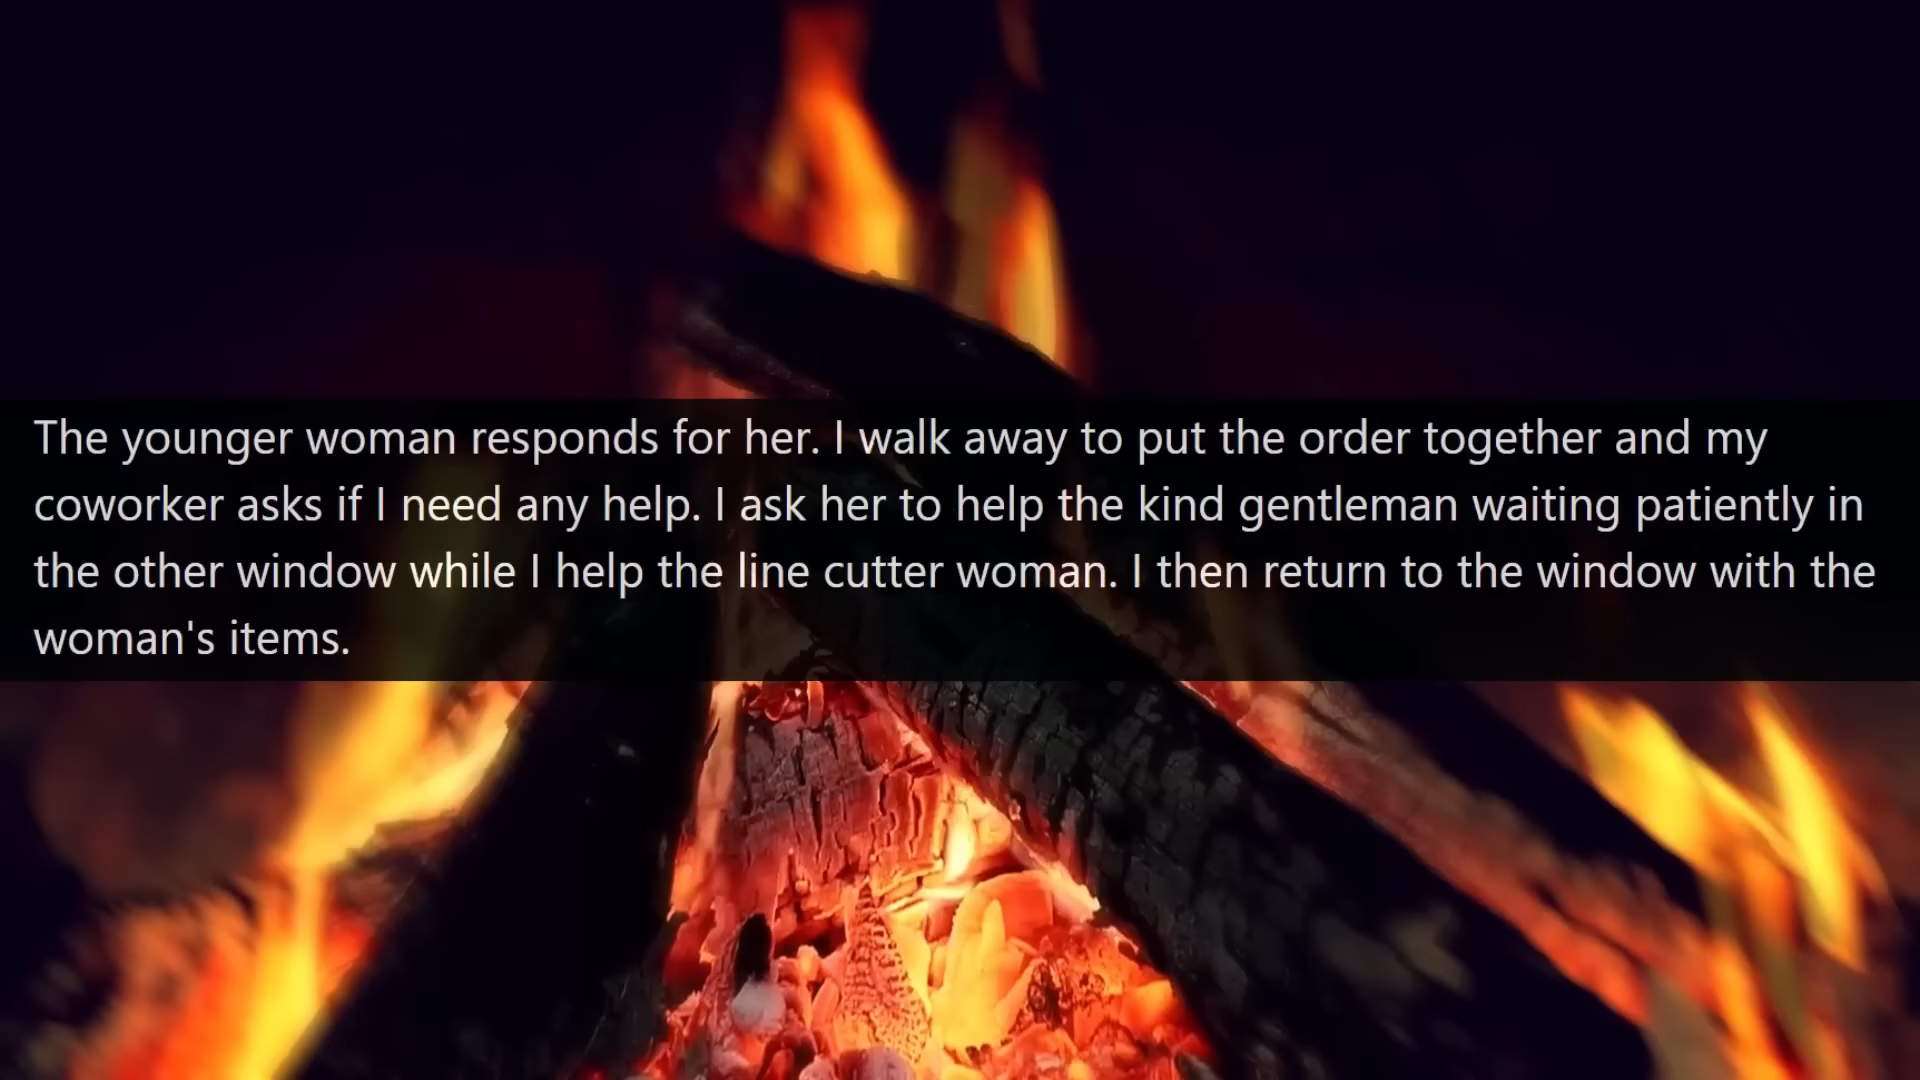 The younger woman responds for her. I walk away to put the order together and my
coworker asks if I need any help. I ask her to help the kind gentleman waiting patiently in
the other window while I help the line cutter woman. I then return to the window with the
woman's items.